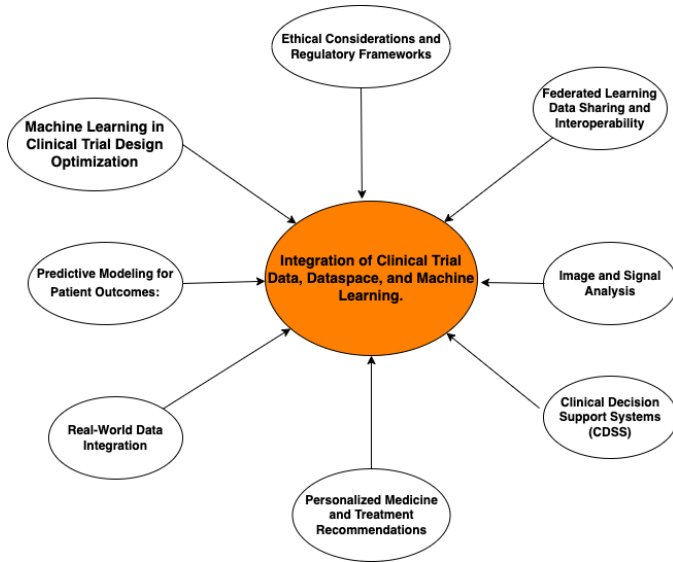 Ethical Considerations and
Regulatory Frameworks
Federated Learning
Data Sharing and
Interoperability
Machine Learning in
Clinical Trial Design
Optimization
Integration of Clinical Trial
Data, Dataspace, and Machine
Learning.
Predictive Modeling for
Patient Outcomes:
Image and Signal
Analysis
Real-World Data
Integration
Clinical Decision
Support Systems
(CDSS)
Personalized Medicine
and Treatment
Recommendations